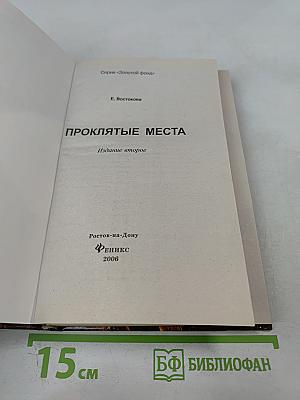 Серия «Золотой фонд»
Е. Востокова
ПРОКЛЯТЫЕ МЕСТА
Издание второе
Ростов-на-Дону
ФЕНИКС
2006
15 см
БФ БИБЛИОФАН